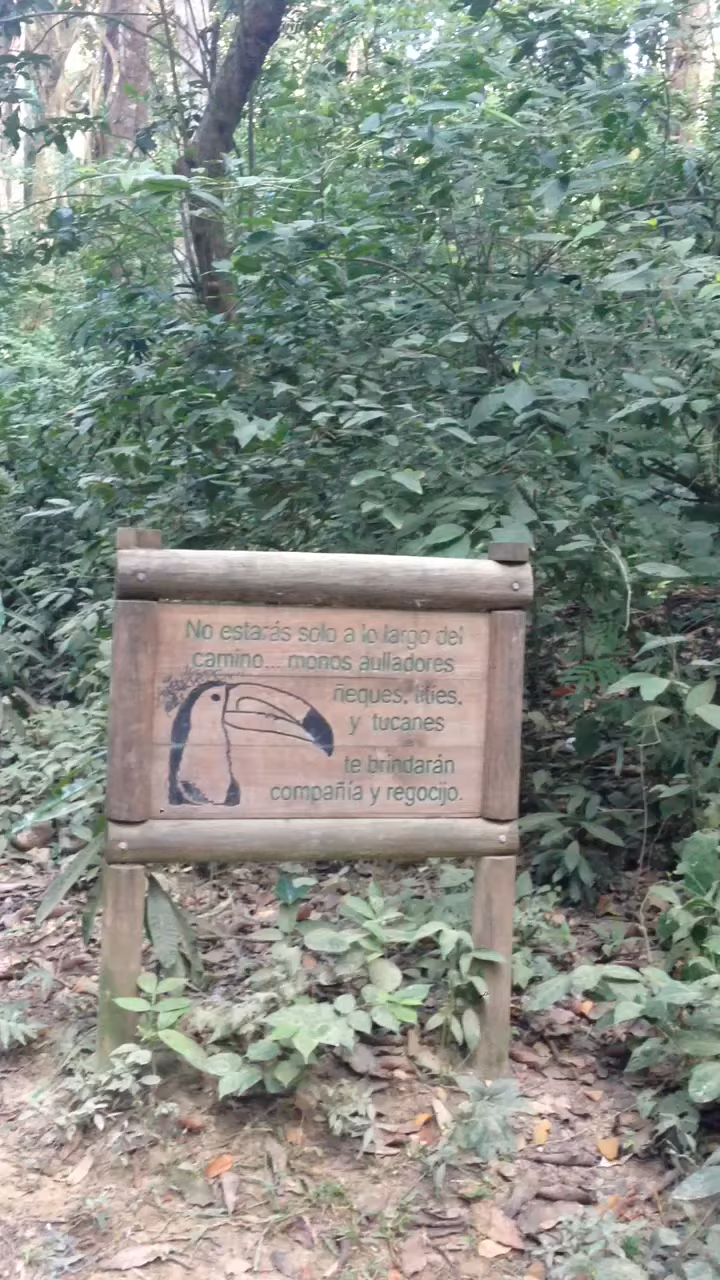 No estarás solo a lo largo del
camino... monos aulladores
ñeques, titíes,
y tucanes
te brindarán
compañía y regocijo.